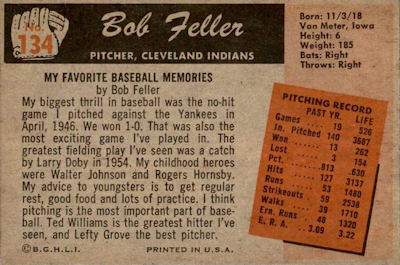 No.
134
Bob Feller
PITCHER, CLEVELAND INDIANS
Born: 11/3/18
Van Meter, Iowa
Height: 6
Weight: 185
Bats: Right
Throws: Right
MY FAVORITE BASEBALL MEMORIES
by Bob Feller
My biggest thrill in baseball was the no-hit
game I pitched against the Yankees in
April, 1946. We won 1-0. That was also the
most exciting game I've played in. The
greatest fielding play I've seen was a catch
by Larry Doby in 1954. My childhood heroes
were Walter Johnson and Rogers Hornsby.
My advice to youngsters is to get regular
rest, good food and lots of practice. I think
pitching is the most important part of base-
ball. Ted Williams is the greatest hitter I've
seen, and Lefty Grove the best pitcher.
©B.G.H.L.I. PRINTED IN U.S.A.
PITCHING RECORD
PAST YR. LIFE
Games 19 526
In. Pitched 140 3687
Won 13 262
Lost 3 154
Pct. .813 .630
Hits 127 3130
Runs 53 1457
Strikeouts 59 2538
Walks 39 1710
Ern. Runs 48 1320
E. R. A. 3.09 3.22